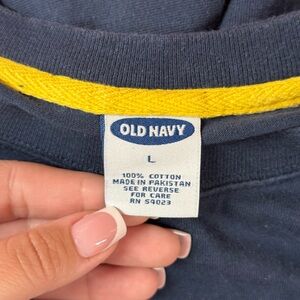 OLD NAVY
L
100% COTTON
MADE IN PAKISTAN
SEE REVERSE
FOR CARE
RN 54023